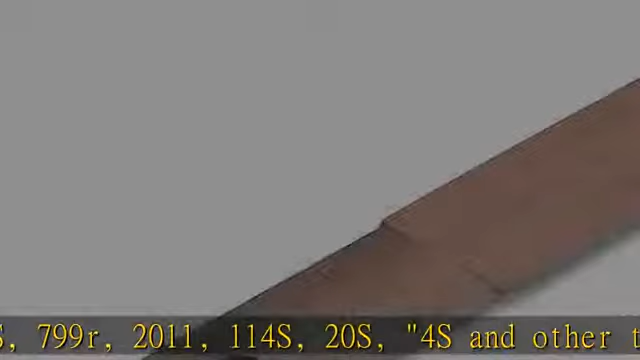 S, 799r, 2011, 114S, 20S, "4S and other t